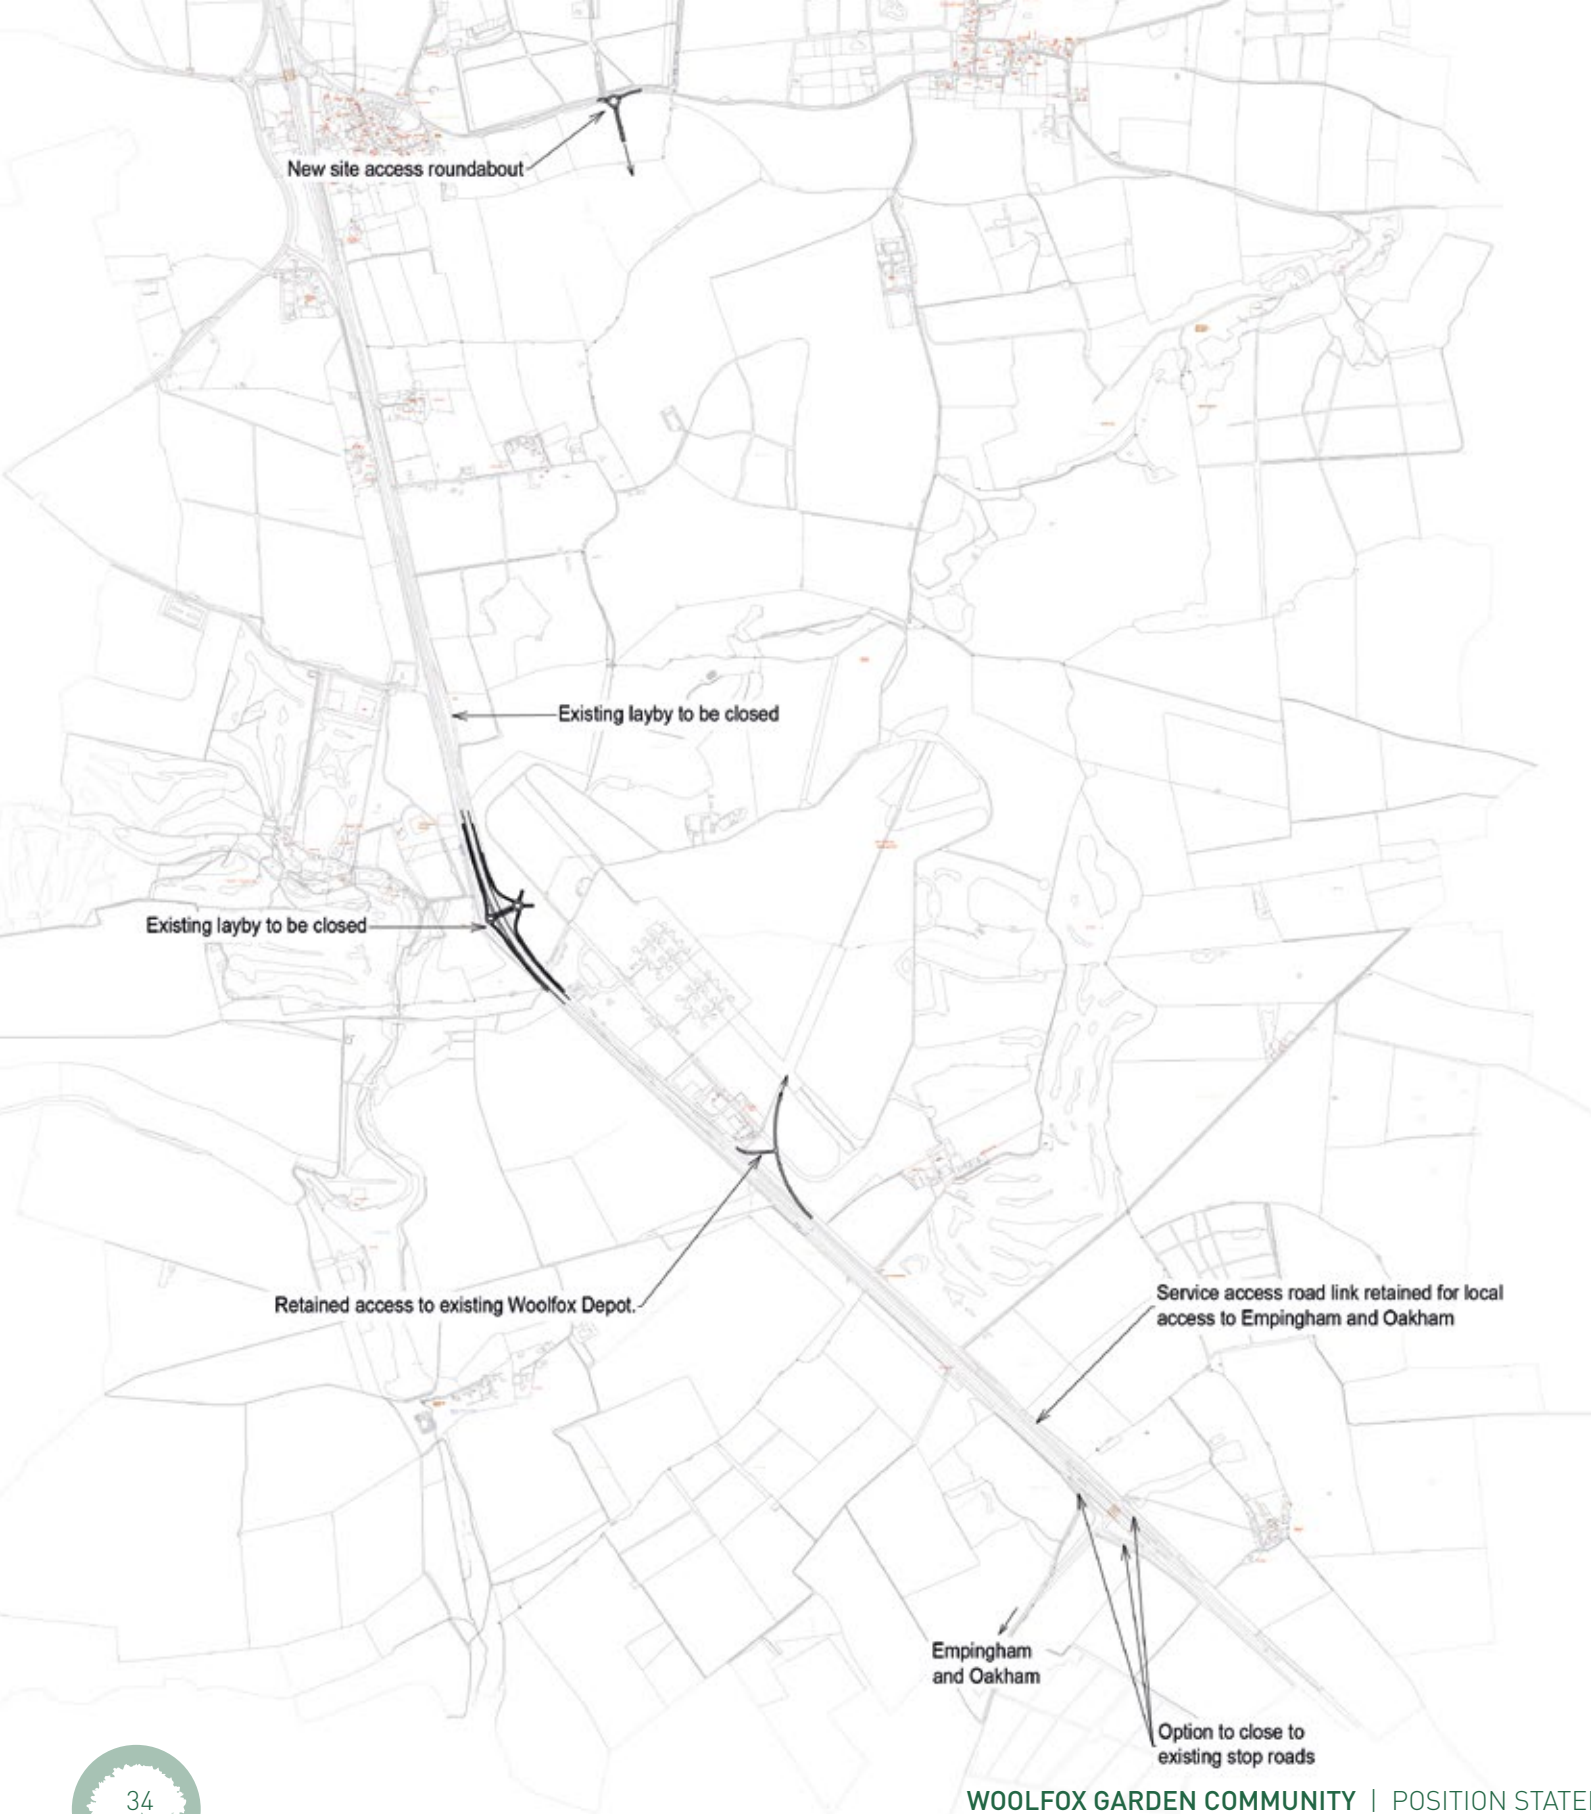 New site access roundabout
Existing layby to be closed
Existing layby to be closed
Retained access to existing Woolfox Depot.
Service access road link retained for local
access to Empingham and Oakham
Empingham
and Oakham
Option to close to
existing stop roads
34
WOOLFOX GARDEN COMMUNITY | POSITION STATE